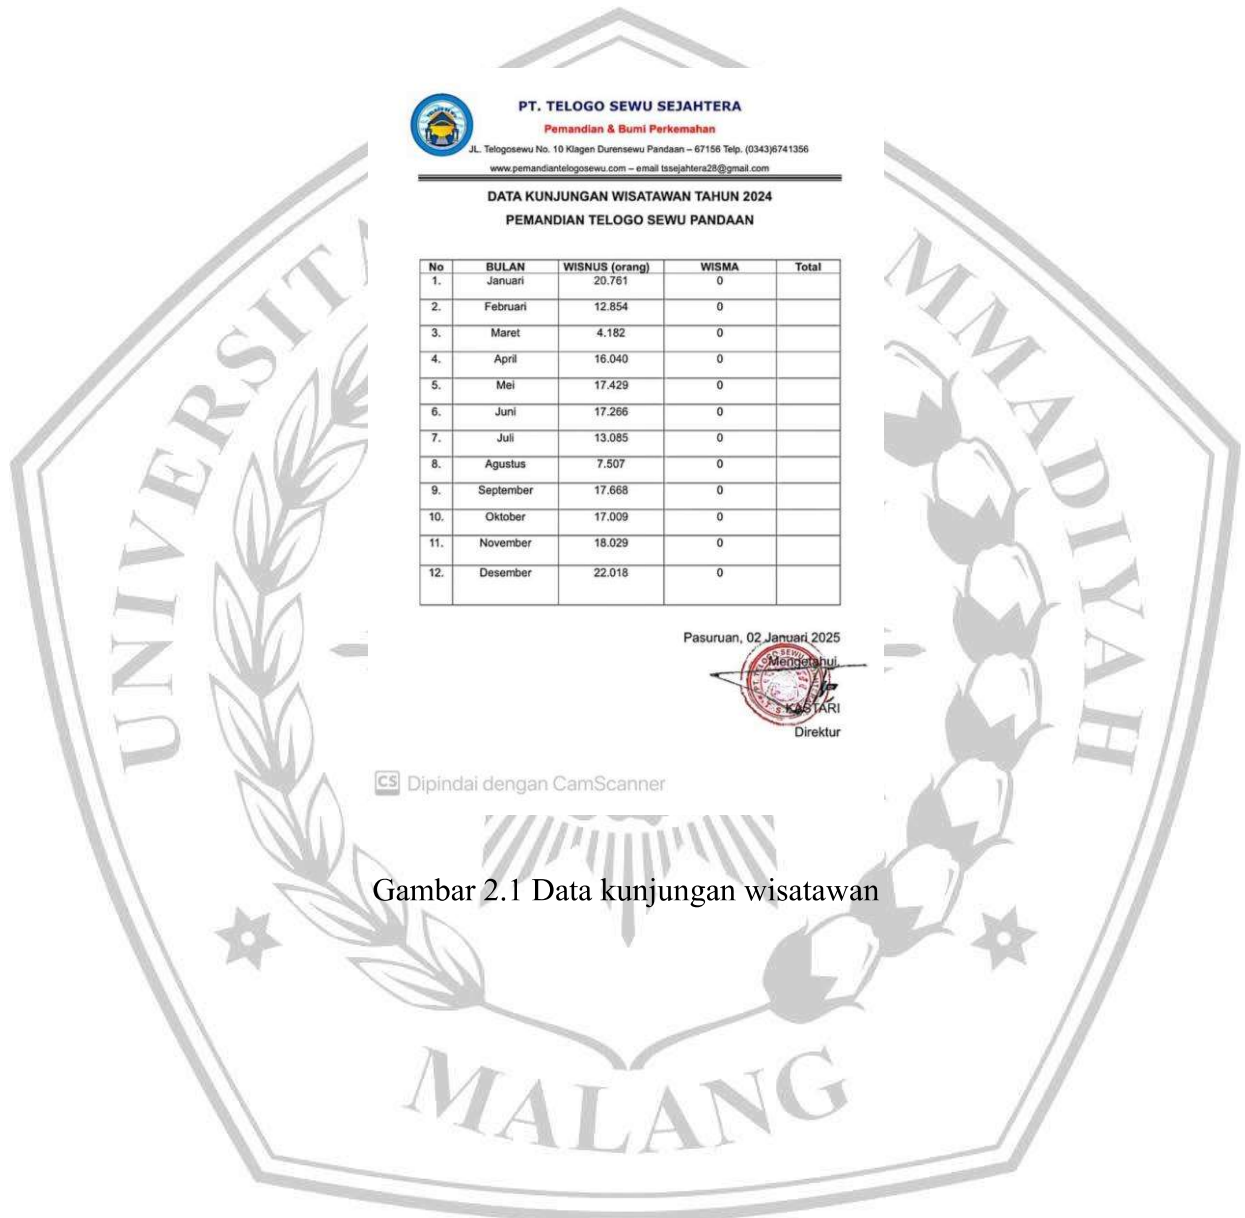 PT. TELOGO SEWU SEJAHTERA
Pemandian & Bumi Perkemahan
JL. Telogosewu No. 10 Klagen Durensewu Pandaan – 67156 Telp. (0343)6741356
www.pemandiantelogosewu.com – email tssejahtera28@gmail.com
DATA KUNJUNGAN WISATAWAN TAHUN 2024
PEMANDIAN TELOGO SEWU PANDAAN
No BULAN WISNUS (orang) WISMA Total
1. Januari 20.761 0
2. Februari 12.854 0
3. Maret 4.182 0
4. April 16.040 0
5. Mei 17.429 0
6. Juni 17.266 0
7. Juli 13.085 0
8. Agustus 7.507 0
9. September 17.668 0
10. Oktober 17.009 0
11. November 18.029 0
12. Desember 22.018 0
Pasuruan, 02 Januari 2025
Mengetahui,
KASTARI
Direktur
CS Dipindai dengan CamScanner
Gambar 2.1 Data kunjungan wisatawan
MALANG